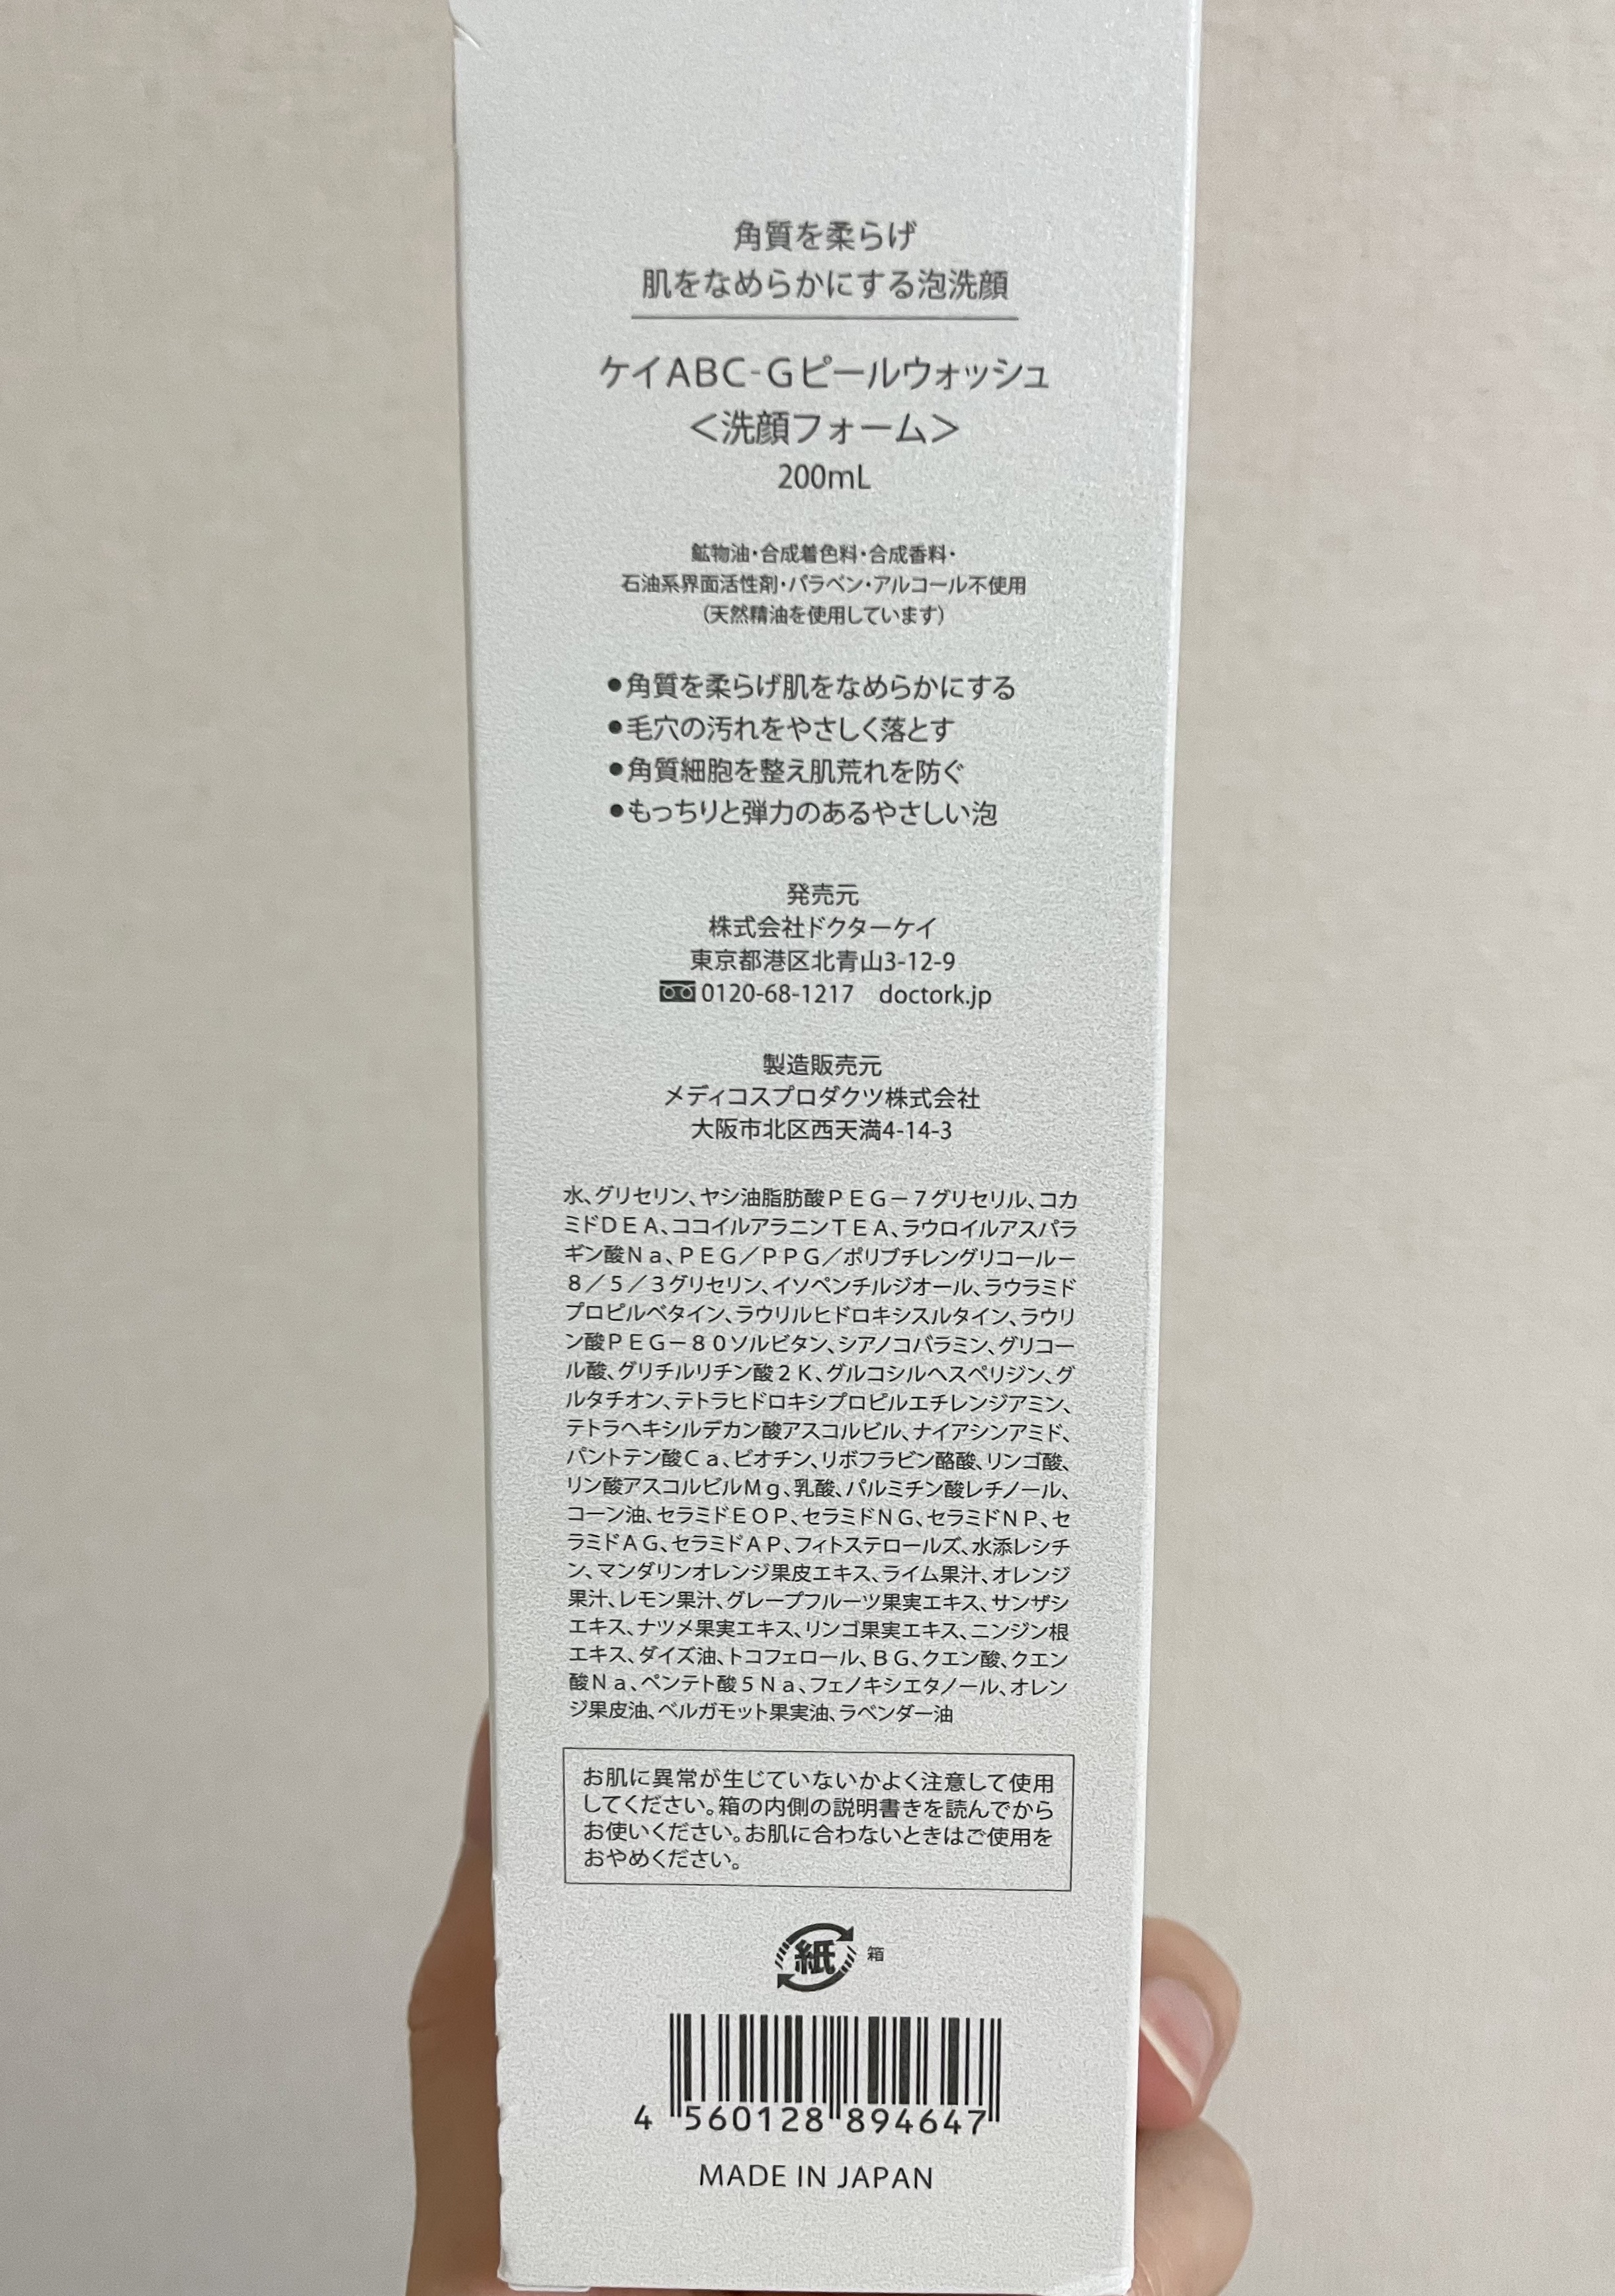 角質を柔らげ
肌をなめらかにする泡洗顔
ケイABC-Gピールウォッシュ
＜洗顔フォーム＞
200mL
鉱物油・合成着色料・合成香料・
石油系界面活性剤・パラベン・アルコール不使用
（天然精油を使用しています）
●角質を柔らげ肌をなめらかにする
●毛穴の汚れをやさしく落とす
●角質細胞を整え肌荒れを防ぐ
●もっちりと弾力のあるやさしい泡
発売元
株式会社ドクターケイ
東京都港区北青山3-12-9
0120-68-1217　doctork.jp
製造販売元
メディコスプロダクツ株式会社
大阪市北区西天満4-14-3
水、グリセリン、ヤシ油脂肪酸ＰＥＧ－７グリセリル、コカ
ミドＤＥＡ、ココイルアラニンＴＥＡ、ラウロイルアスパラ
ギン酸Ｎａ、ＰＥＧ／ＰＰＧ／ポリブチレングリコール－
８／５／３グリセリン、イソペンチルジオール、ラウラミド
プロピルベタイン、ラウリルヒドロキシスルタイン、ラウリ
ン酸ＰＥＧ－８０ソルビタン、シアノコバラミン、グリコー
ル酸、グリチルリチン酸２Ｋ、グルコシルヘスペリジン、グ
ルタチオン、テトラヒドロキシプロピルエチレンジアミン、
テトラヘキシルデカン酸アスコルビル、ナイアシンアミド、
パントテン酸Ｃａ、ビオチン、リボフラビン酪酸、リンゴ酸、
リン酸アスコルビルＭｇ、乳酸、パルミチン酸レチノール、
コーン油、セラミドＥＯＰ、セラミドＮＧ、セラミドＮＰ、セ
ラミドＡＧ、セラミドＡＰ、フィトステロールズ、水添レシチ
ン、マンダリンオレンジ果皮エキス、ライム果汁、オレンジ
果汁、レモン果汁、グレープフルーツ果実エキス、サンザシ
エキス、ナツメ果実エキス、リンゴ果実エキス、ニンジン根
エキス、ダイズ油、トコフェロール、ＢＧ、クエン酸、クエン
酸Ｎａ、ペンテト酸５Ｎａ、フェノキシエタノール、オレン
ジ果皮油、ベルガモット果実油、ラベンダー油
お肌に異常が生じていないかよく注意して使用
してください。箱の内側の説明書きを読んでから
お使いください。お肌に合わないときはご使用を
おやめください。
紙 箱
4 560128 894647
MADE IN JAPAN